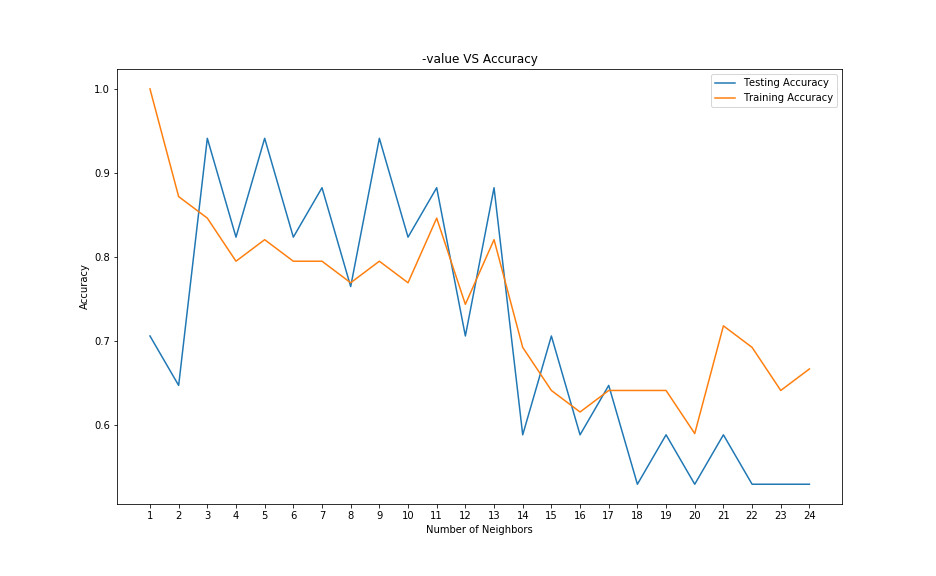 -value VS Accuracy
Testing Accuracy
Training Accuracy
1.0
0.9
0.8
0.7
0.6
Accuracy
1 2 3 4 5 6 7 8 9 10 11 12 13 14 15 16 17 18 19 20 21 22 23 24
Number of Neighbors